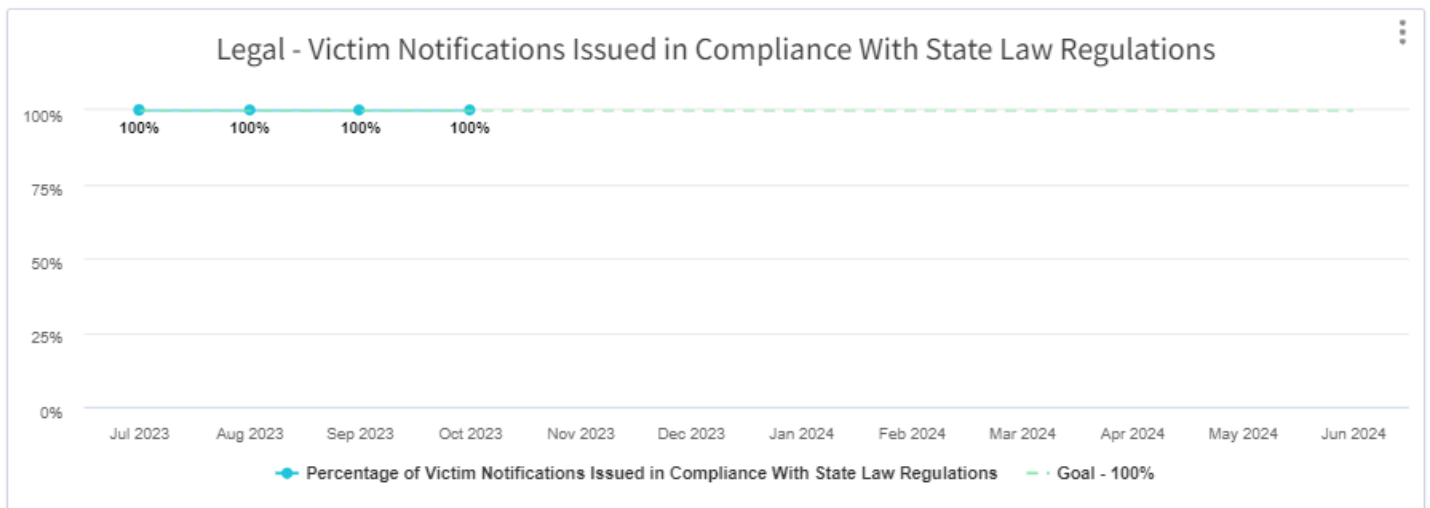 Legal - Victim Notifications Issued in Compliance With State Law Regulations
100%
100% 100% 100% 100%
75%
50%
25%
0%
Jul 2023 Aug 2023 Sep 2023 Oct 2023 Nov 2023 Dec 2023 Jan 2024 Feb 2024 Mar 2024 Apr 2024 May 2024 Jun 2024
Percentage of Victim Notifications Issued in Compliance With State Law Regulations Goal - 100%